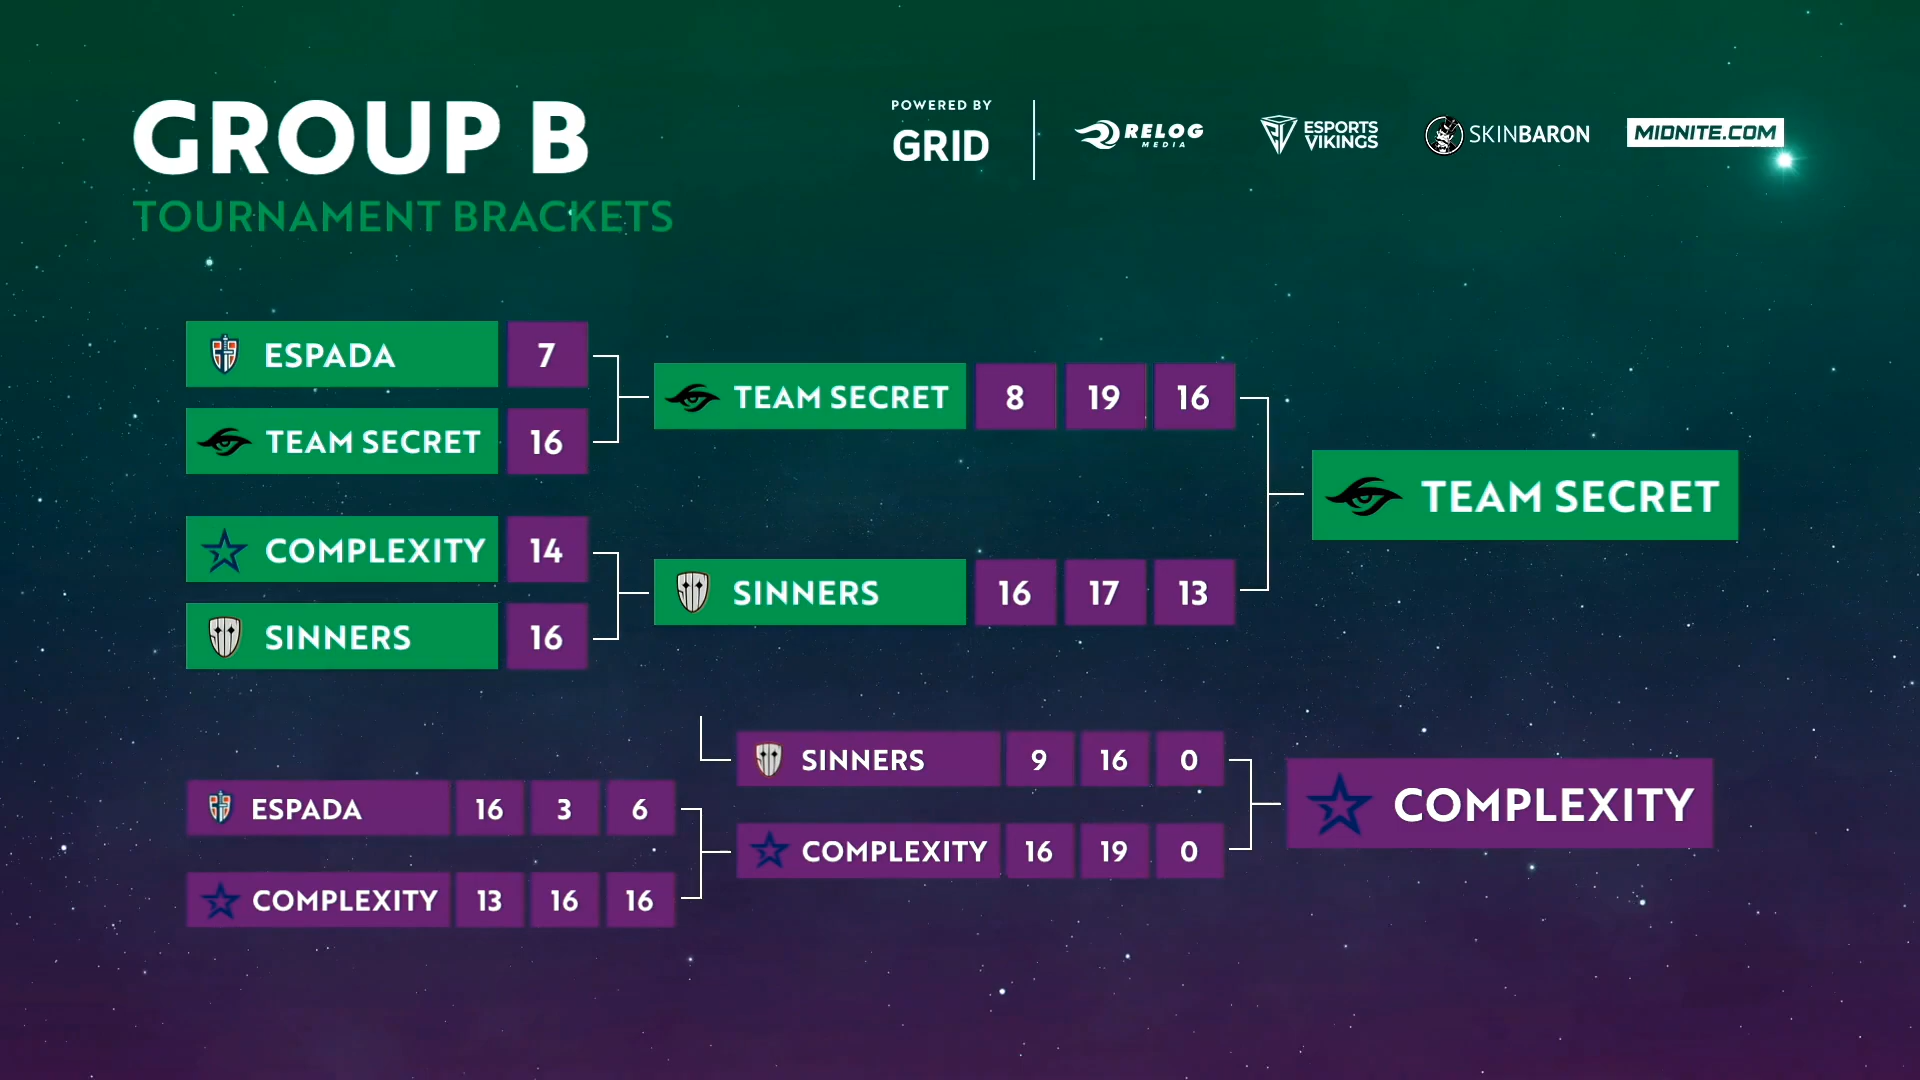 GROUP B
TOURNAMENT BRACKETS
POWERED BY
GRID
RELOG
MEDIA
ESPORTS
VIKINGS
SKINBARON
MIDNITE.COM
ESPADA 7
TEAM SECRET 16
COMPLEXITY 14
SINNERS 16
TEAM SECRET 8 19 16
SINNERS 16 17 13
TEAM SECRET
ESPADA 16 3 6
COMPLEXITY 13 16 16
SINNERS 9 16 0
COMPLEXITY 16 19 0
COMPLEXITY